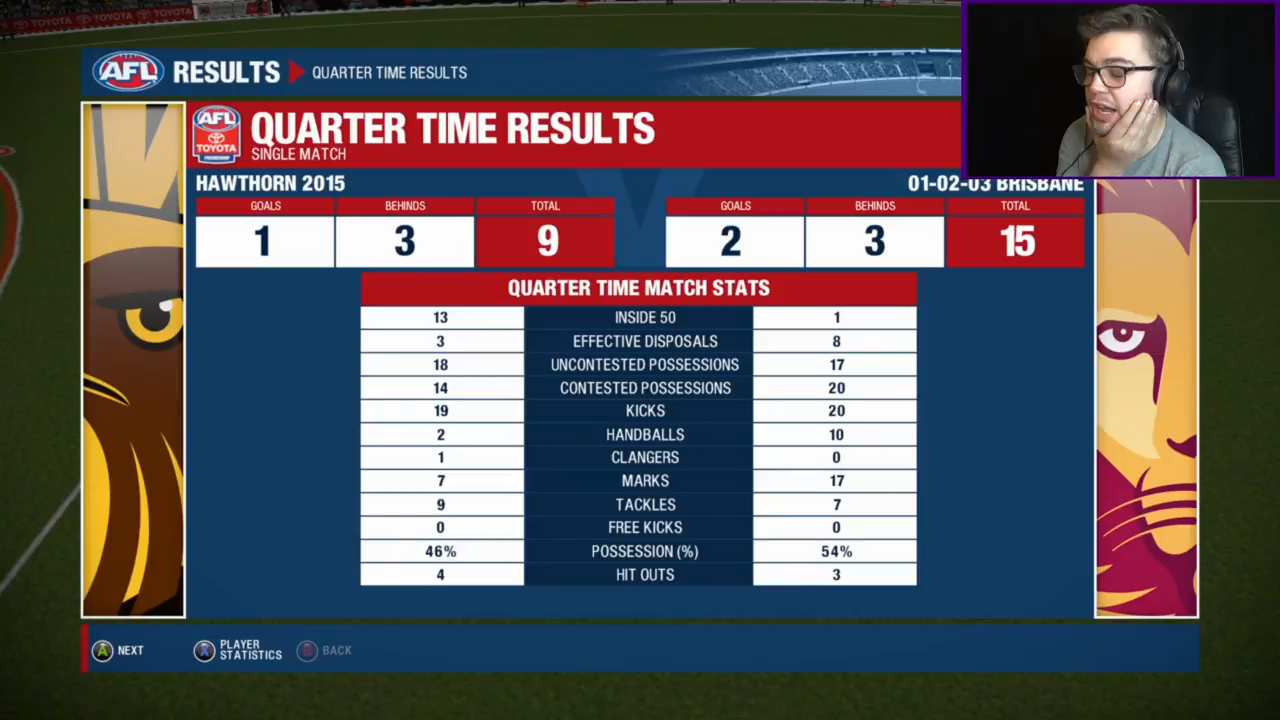 TOYOTA TOYOTA TOYOTA
AFL RESULTS QUARTER TIME RESULTS
AFL TOYOTA QUARTER TIME RESULTS
SINGLE MATCH
HAWTHORN 2015 01-02-03 BRISBANE
GOALS BEHINDS TOTAL GOALS BEHINDS TOTAL
1 3 9 2 3 15
QUARTER TIME MATCH STATS
13 INSIDE 50 1
3 EFFECTIVE DISPOSALS 8
18 UNCONTESTED POSSESSIONS 17
14 CONTESTED POSSESSIONS 20
19 KICKS 20
2 HANDBALLS 10
1 CLANGERS 0
7 MARKS 17
9 TACKLES 7
0 FREE KICKS 0
46% POSSESSION (%) 54%
4 HIT OUTS 3
A NEXT X PLAYER STATISTICS B BACK